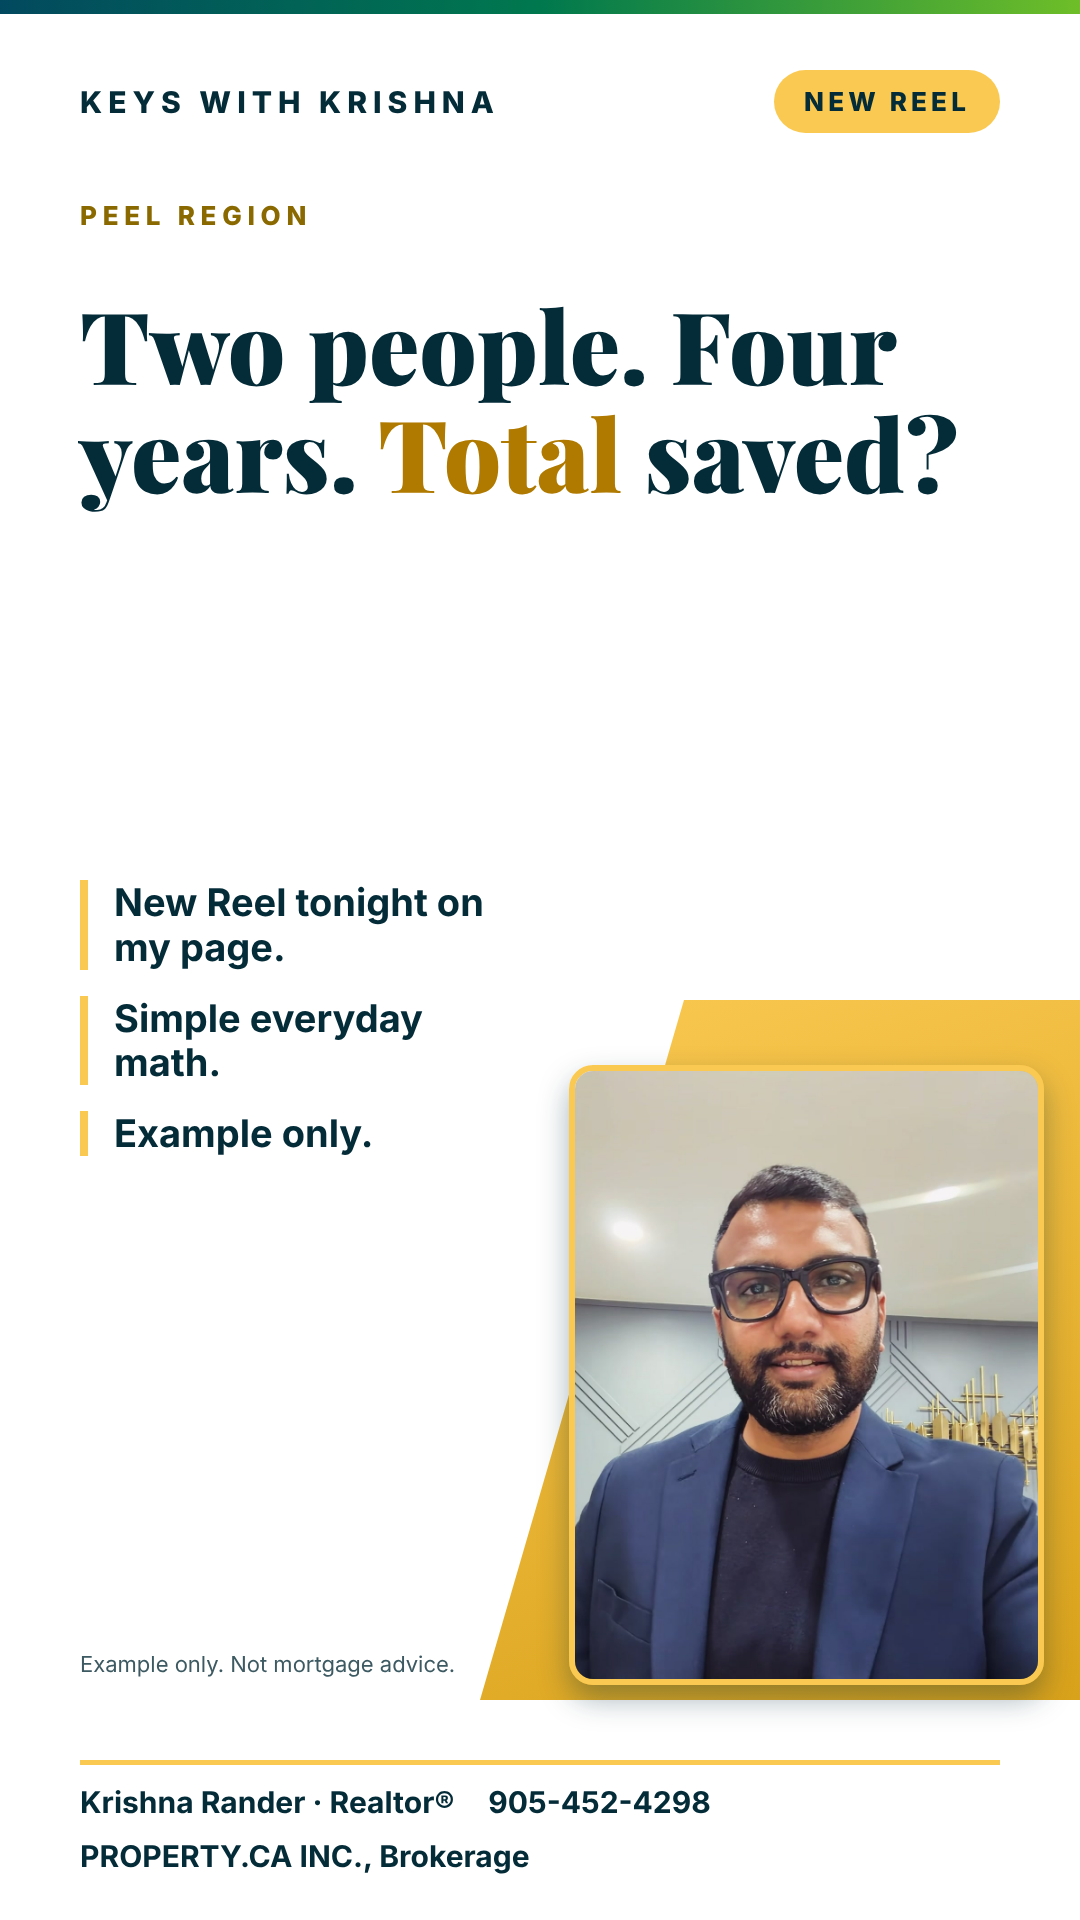 KEYS WITH KRISHNA
NEW REEL
PEEL REGION
Two people. Four
years. Total saved?
New Reel tonight on
my page.
Simple everyday
math.
Example only.
Example only. Not mortgage advice.
Krishna Rander · Realtor® 905-452-4298
PROPERTY.CA INC., Brokerage